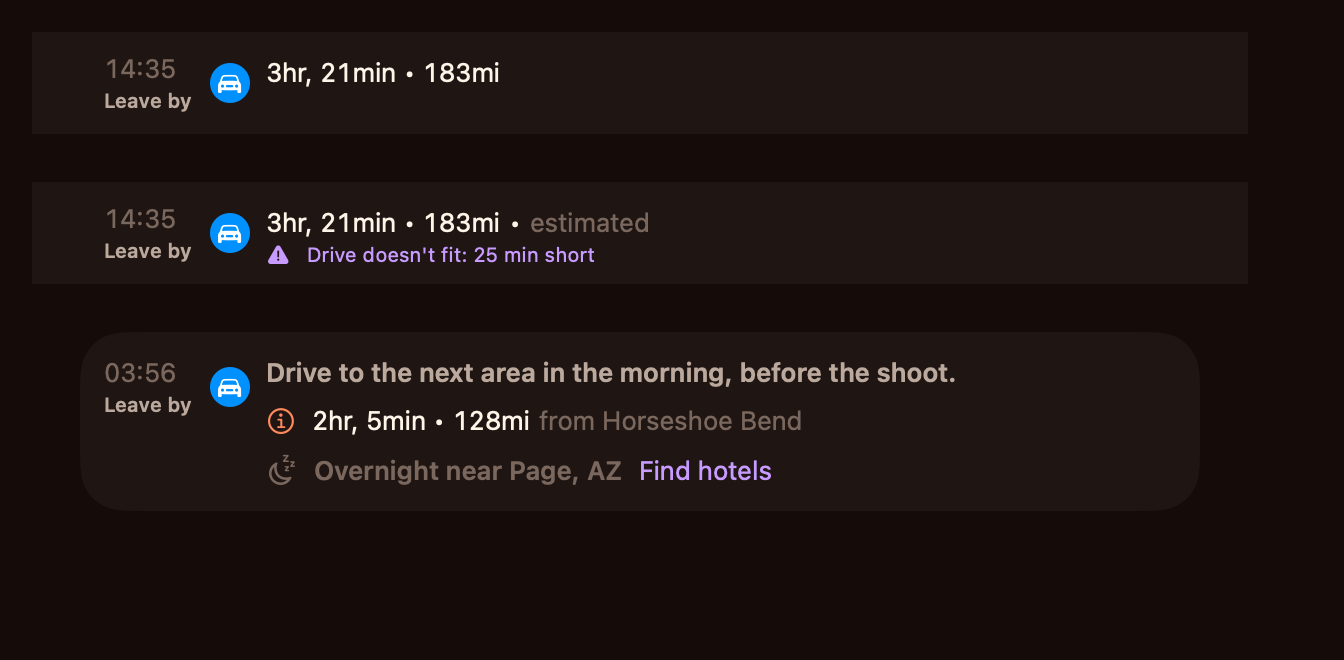 14:35
Leave by
3hr, 21min • 183mi
14:35
Leave by
3hr, 21min • 183mi • estimated
Drive doesn't fit: 25 min short
03:56
Leave by
Drive to the next area in the morning, before the shoot.
2hr, 5min • 128mi from Horseshoe Bend
Overnight near Page, AZ Find hotels